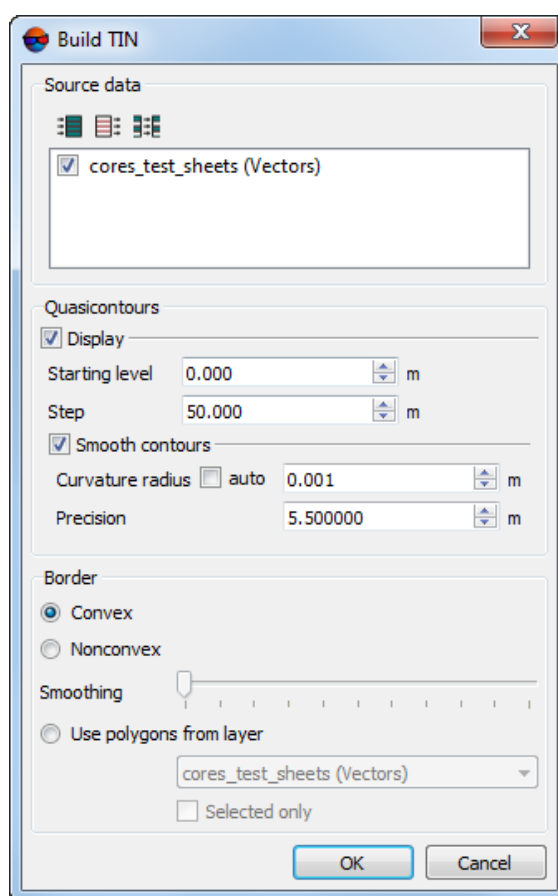 Build TIN
Source data
cores_test_sheets (Vectors)
Quasicontours
Display
Starting level 0.000 m
Step 50.000 m
Smooth contours
Curvature radius auto 0.001 m
Precision 5.500000 m
Border
Convex
Nonconvex
Smoothing
Use polygons from layer
cores_test_sheets (Vectors)
Selected only
OK Cancel